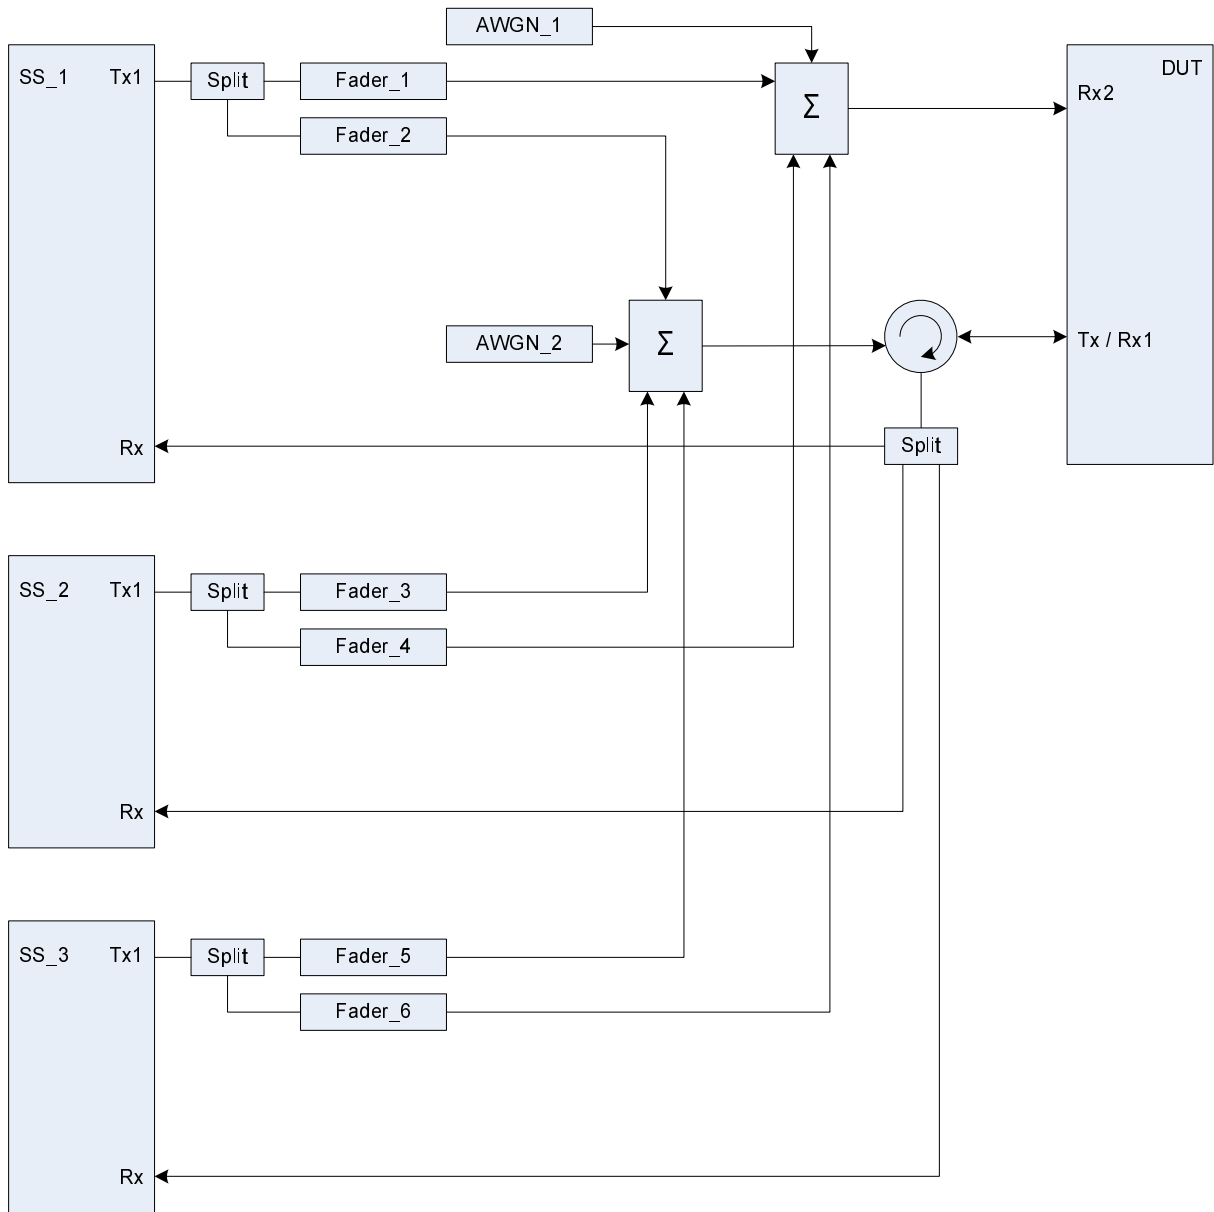 AWGN_1
SS_1 Tx1
Split
Fader_1
Σ
DUT
Rx2
Fader_2
AWGN_2
Σ
Tx / Rx1
Rx
Split
SS_2 Tx1
Split
Fader_3
Fader_4
Rx
SS_3 Tx1
Split
Fader_5
Fader_6
Rx